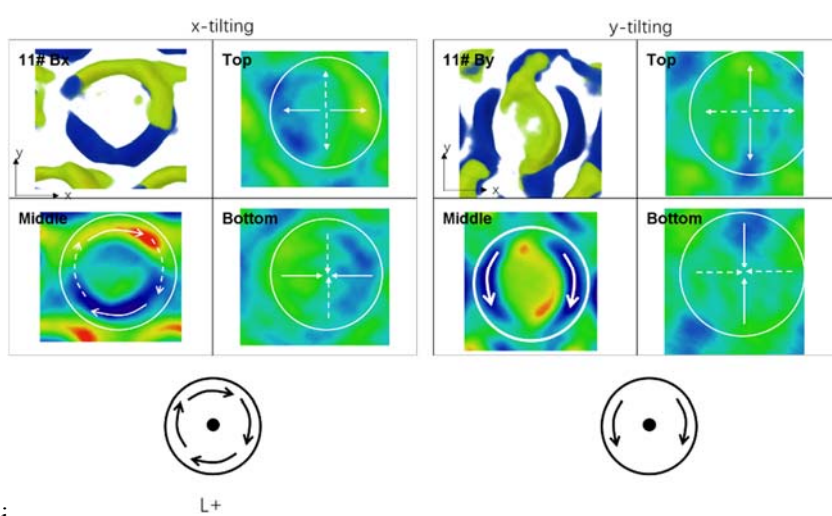 x-tilting
y-tilting
11# Bx
Top
11# By
Top
y
x
y
x
Middle
Bottom
Middle
Bottom
L+
;